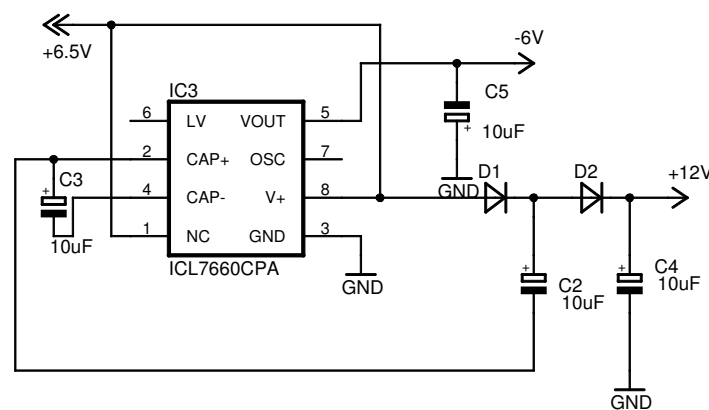 +6.5V
-6V
IC3
C5
6 LV VOUT 5
10uF
2 CAP+ OSC 7
C3
4 CAP- V+ 8
GND
D1
D2
+12V
10uF
1 NC GND 3
ICL7660CPA
GND
C2
10uF
C4
10uF
GND
+
+
+
+